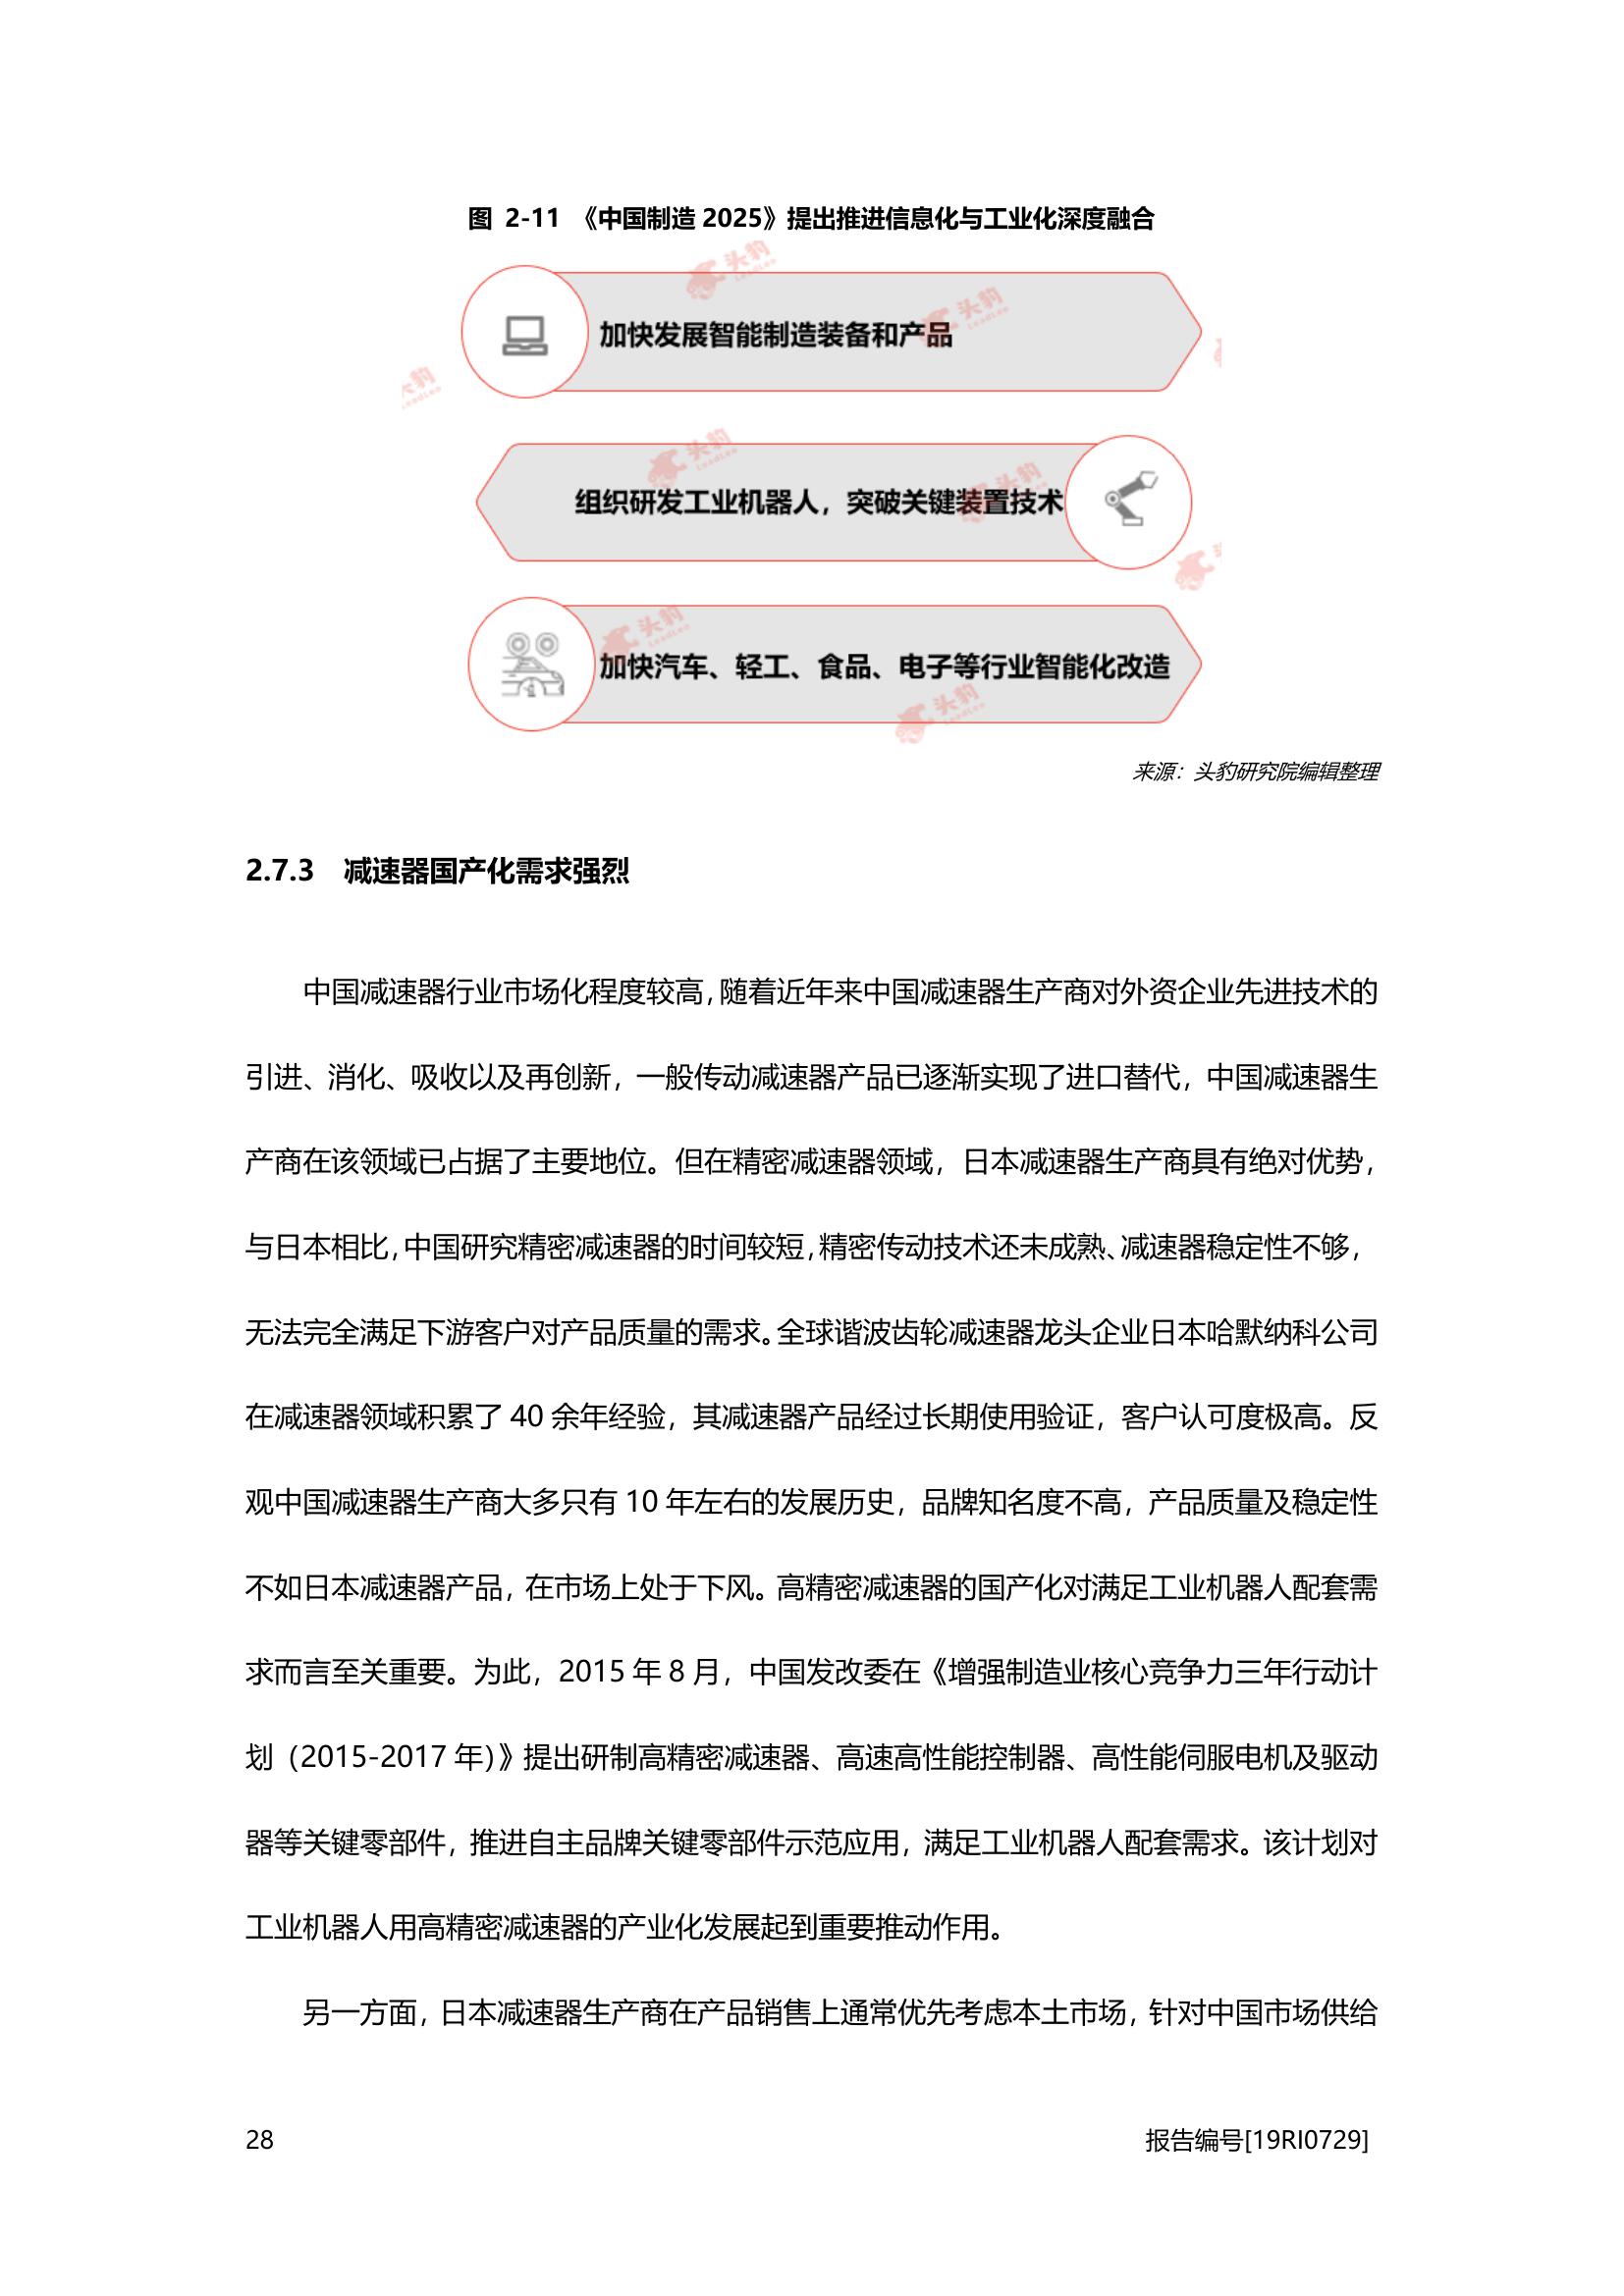 图 2-11 《中国制造 2025》提出推进信息化与工业化深度融合
加快发展智能制造装备和产品
组织研发工业机器人，突破关键装置技术
加快汽车、轻工、食品、电子等行业智能化改造
头豹
LeadLeo
来源：头豹研究院编辑整理
2.7.3 减速器国产化需求强烈
中国减速器行业市场化程度较高，随着近年来中国减速器生产商对外资企业先进技术的
引进、消化、吸收以及再创新，一般传动减速器产品已逐渐实现了进口替代，中国减速器生
产商在该领域已占据了主要地位。但在精密减速器领域，日本减速器生产商具有绝对优势，
与日本相比，中国研究精密减速器的时间较短，精密传动技术还未成熟、减速器稳定性不够，
无法完全满足下游客户对产品质量的需求。全球谐波齿轮减速器龙头企业日本哈默纳科公司
在减速器领域积累了 40 余年经验，其减速器产品经过长期使用验证，客户认可度极高。反
观中国减速器生产商大多只有 10 年左右的发展历史，品牌知名度不高，产品质量及稳定性
不如日本减速器产品，在市场上处于下风。高精密减速器的国产化对满足工业机器人配套需
求而言至关重要。为此，2015 年 8 月，中国发改委在《增强制造业核心竞争力三年行动计
划（2015-2017 年)》提出研制高精密减速器、高速高性能控制器、高性能伺服电机及驱动
器等关键零部件，推进自主品牌关键零部件示范应用，满足工业机器人配套需求。该计划对
工业机器人用高精密减速器的产业化发展起到重要推动作用。
另一方面，日本减速器生产商在产品销售上通常优先考虑本土市场，针对中国市场供给
28
报告编号[19RI0729]